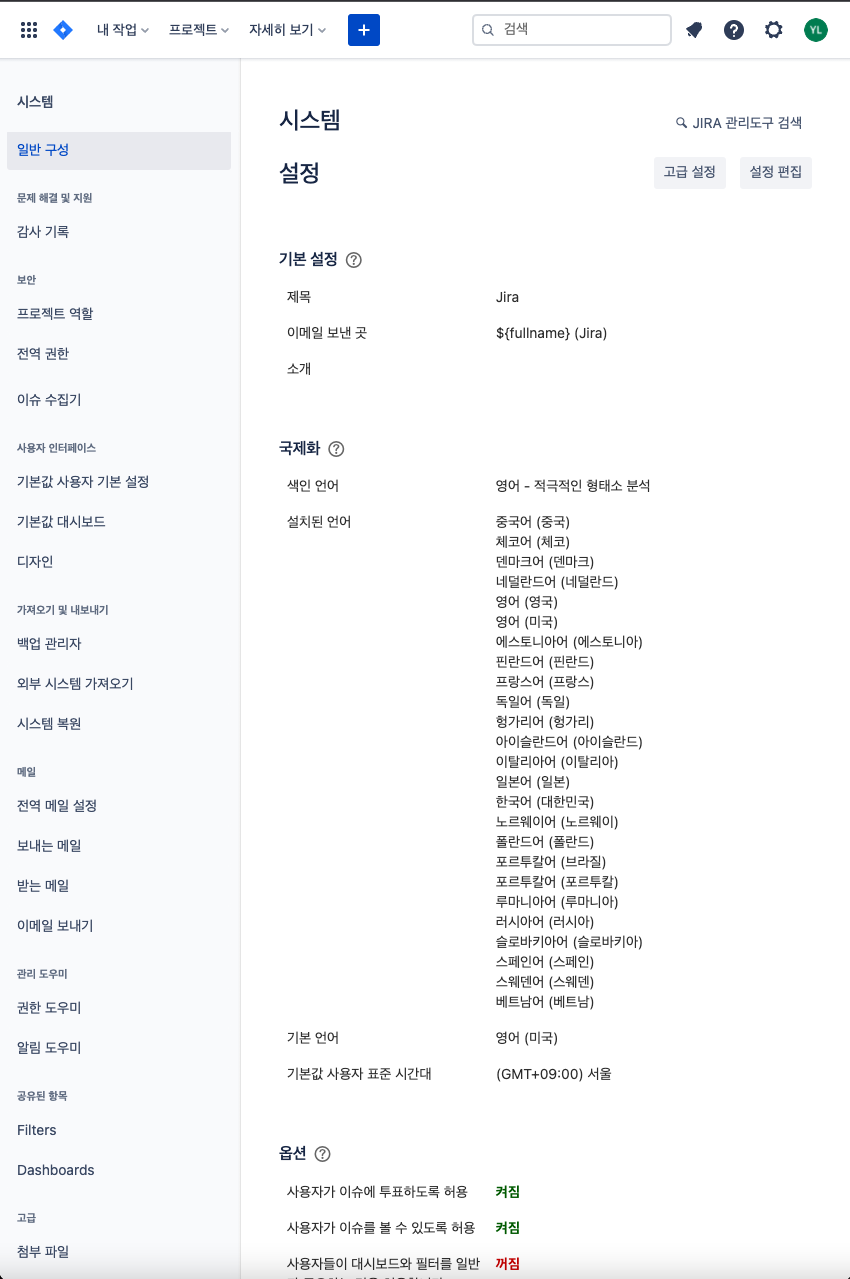 내 작업
프로젝트
자세히 보기
검색
YL
시스템
일반 구성
문제 해결 및 지원
감사 기록
보안
프로젝트 역할
전역 권한
이슈 수집기
사용자 인터페이스
기본값 사용자 기본 설정
기본값 대시보드
디자인
가져오기 및 내보내기
백업 관리자
외부 시스템 가져오기
시스템 복원
메일
전역 메일 설정
보내는 메일
받는 메일
이메일 보내기
관리 도우미
권한 도우미
알림 도우미
공유된 항목
Filters
Dashboards
고급
첨부 파일
시스템
JIRA 관리도구 검색
설정
고급 설정
설정 편집
기본 설정
제목 Jira
이메일 보낸 곳 ${fullname} (Jira)
소개
국제화
색인 언어 영어 - 적극적인 형태소 분석
설치된 언어 중국어 (중국)
체코어 (체코)
덴마크어 (덴마크)
네덜란드어 (네덜란드)
영어 (영국)
영어 (미국)
에스토니아어 (에스토니아)
핀란드어 (핀란드)
프랑스어 (프랑스)
독일어 (독일)
헝가리어 (헝가리)
아이슬란드어 (아이슬란드)
이탈리아어 (이탈리아)
일본어 (일본)
한국어 (대한민국)
노르웨이어 (노르웨이)
폴란드어 (폴란드)
포르투칼어 (브라질)
포르투칼어 (포르투칼)
루마니아어 (루마니아)
러시아어 (러시아)
슬로바키아어 (슬로바키아)
스페인어 (스페인)
스웨덴어 (스웨덴)
베트남어 (베트남)
기본 언어 영어 (미국)
기본값 사용자 표준 시간대 (GMT+09:00) 서울
옵션
사용자가 이슈에 투표하도록 허용 켜짐
사용자가 이슈를 볼 수 있도록 허용 켜짐
사용자들이 대시보드와 필터를 일반 꺼짐